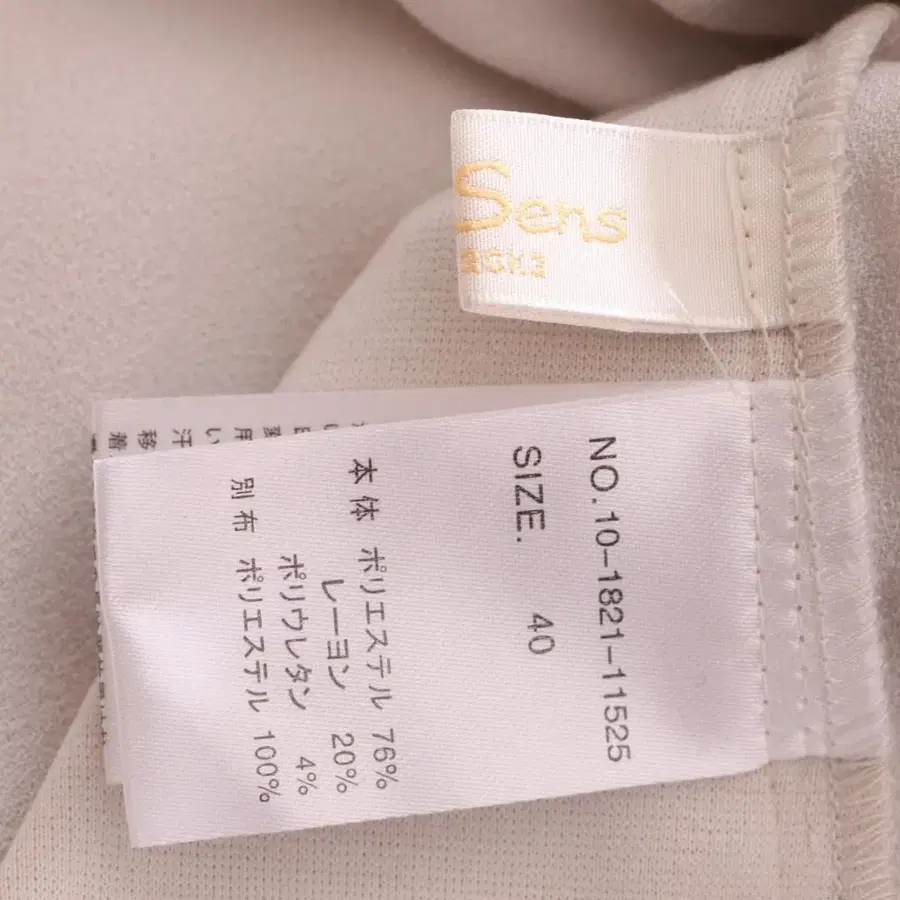 Sens
NO.10-1821-11525
SIZE. 40
本体 ポリエステル 76%
レーヨン 20%
ポリウレタン 4%
別布 ポリエステル 100%